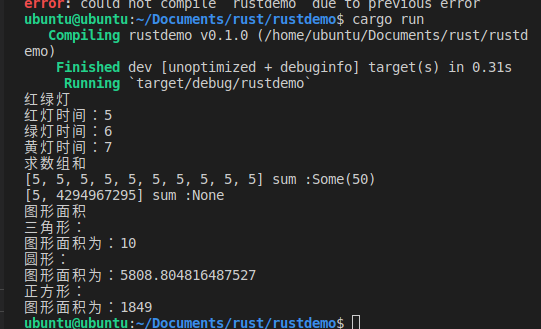 error: could not compile `rustdemo` due to previous error
ubuntu@ubuntu:~/Documents/rust/rustdemo$ cargo run
Compiling rustdemo v0.1.0 (/home/ubuntu/Documents/rust/rustd
emo)
Finished dev [unoptimized + debuginfo] target(s) in 0.31s
Running `target/debug/rustdemo`
红绿灯
红灯时间：5
绿灯时间：6
黄灯时间：7
求数组和
[5, 5, 5, 5, 5, 5, 5, 5, 5, 5] sum :Some(50)
[5, 4294967295] sum :None
图形面积
三角形：
图形面积为：10
圆形：
图形面积为：5808.804816487527
正方形：
图形面积为：1849
ubuntu@ubuntu:~/Documents/rust/rustdemo$